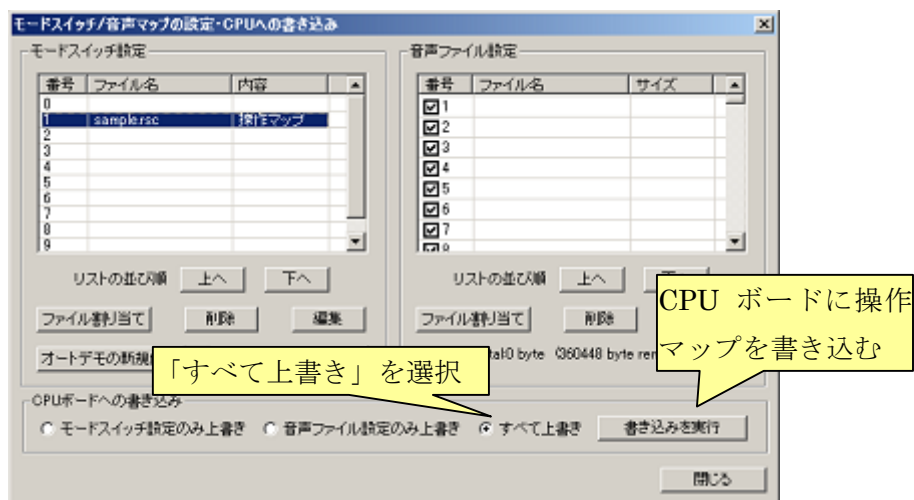 モードスイッチ/音声マップの設定・CPUへの書き込み
モードスイッチ設定
番号 ファイル名 内容
0
1 sample.rsc 操作マップ
2
3
4
5
6
7
8
9
リストの並び順 上へ 下へ
ファイル割り当て 削除 編集
オートデモの新規
音声ファイル設定
番号 ファイル名 サイズ
1
2
3
4
5
6
7
8
リストの並び順 上へ
ファイル割り当て 削除
0 byte (360448 byte
「すべて上書き」を選択
CPU ボードに操作
マップを書き込む
CPUボードへの書き込み
モードスイッチ設定のみ上書き 音声ファイル設定のみ上書き すべて上書き 書き込みを実行
閉じる